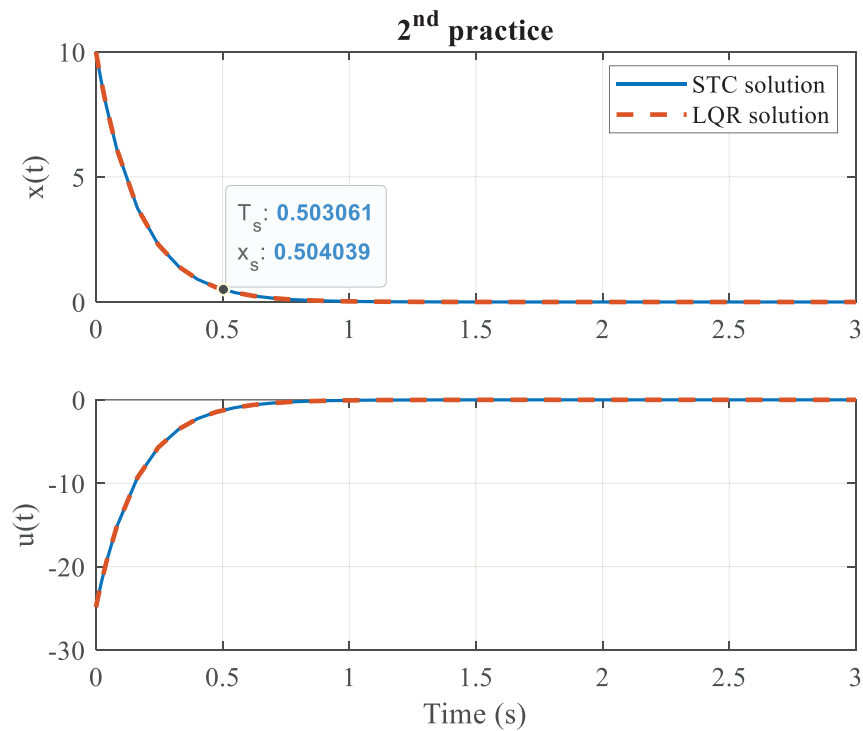 2nd practice
10
5
0
x(t)
STC solution
LQR solution
Ts: 0.503061
xs: 0.504039
0 0.5 1 1.5 2 2.5 3
0
-10
-20
-30
u(t)
0 0.5 1 1.5 2 2.5 3
Time (s)